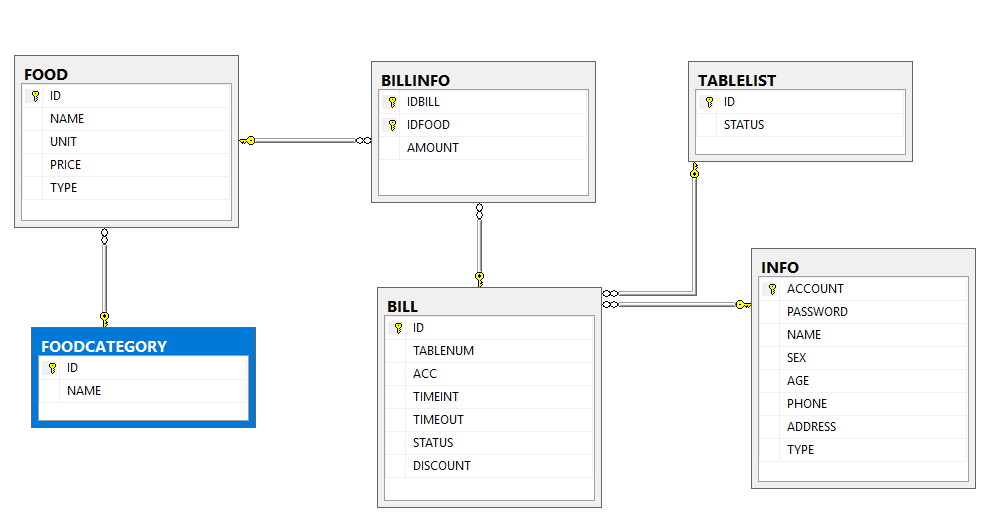 FOOD
ID
NAME
UNIT
PRICE
TYPE
BILLINFO
IDBILL
IDFOOD
AMOUNT
TABLELIST
ID
STATUS
FOODCATEGORY
ID
NAME
BILL
ID
TABLENUM
ACC
TIMEINT
TIMEOUT
STATUS
DISCOUNT
INFO
ACCOUNT
PASSWORD
NAME
SEX
AGE
PHONE
ADDRESS
TYPE